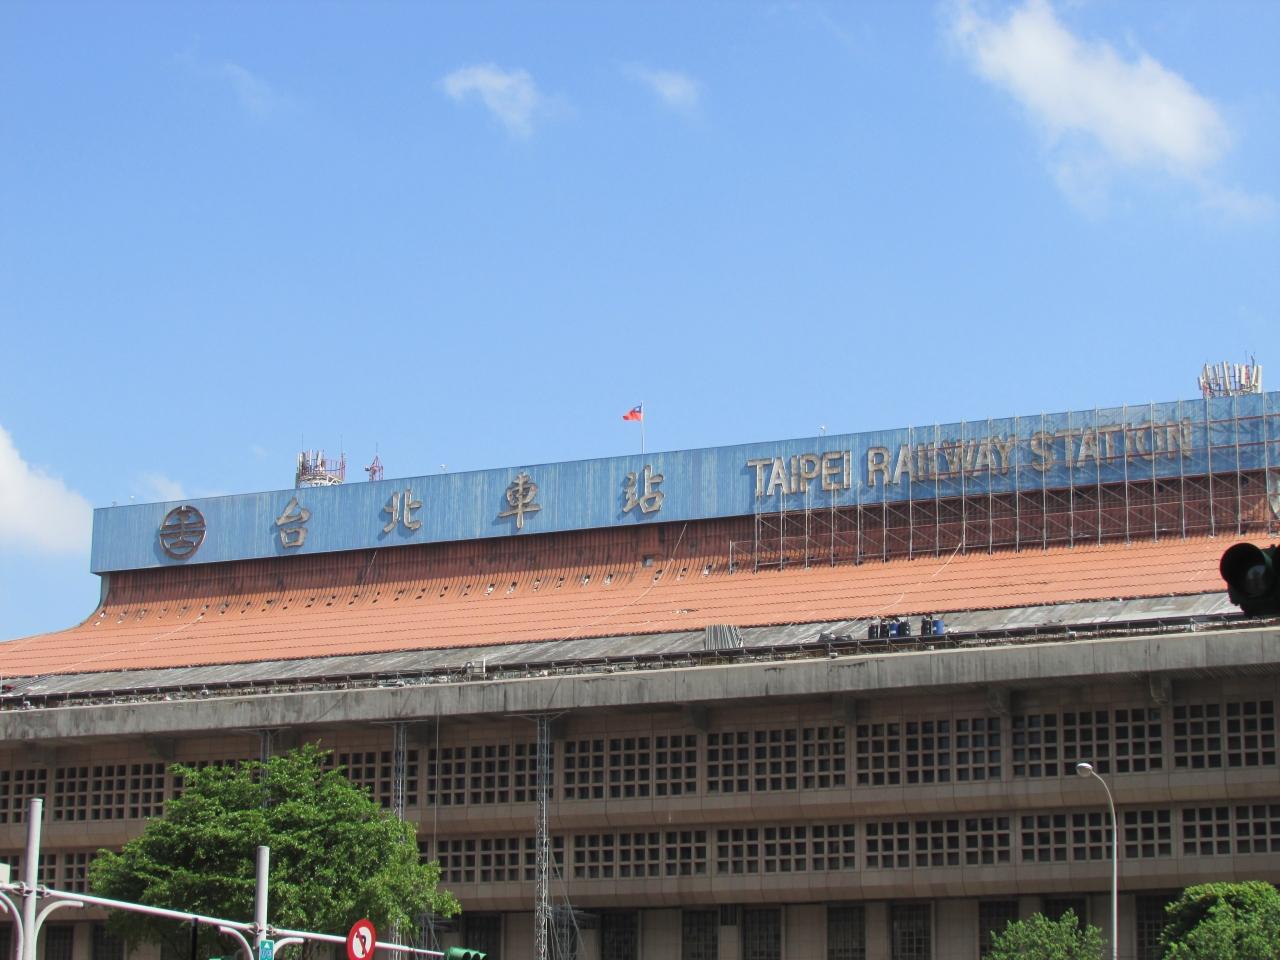 台北車站 TAIPEI RAILWAY STATION